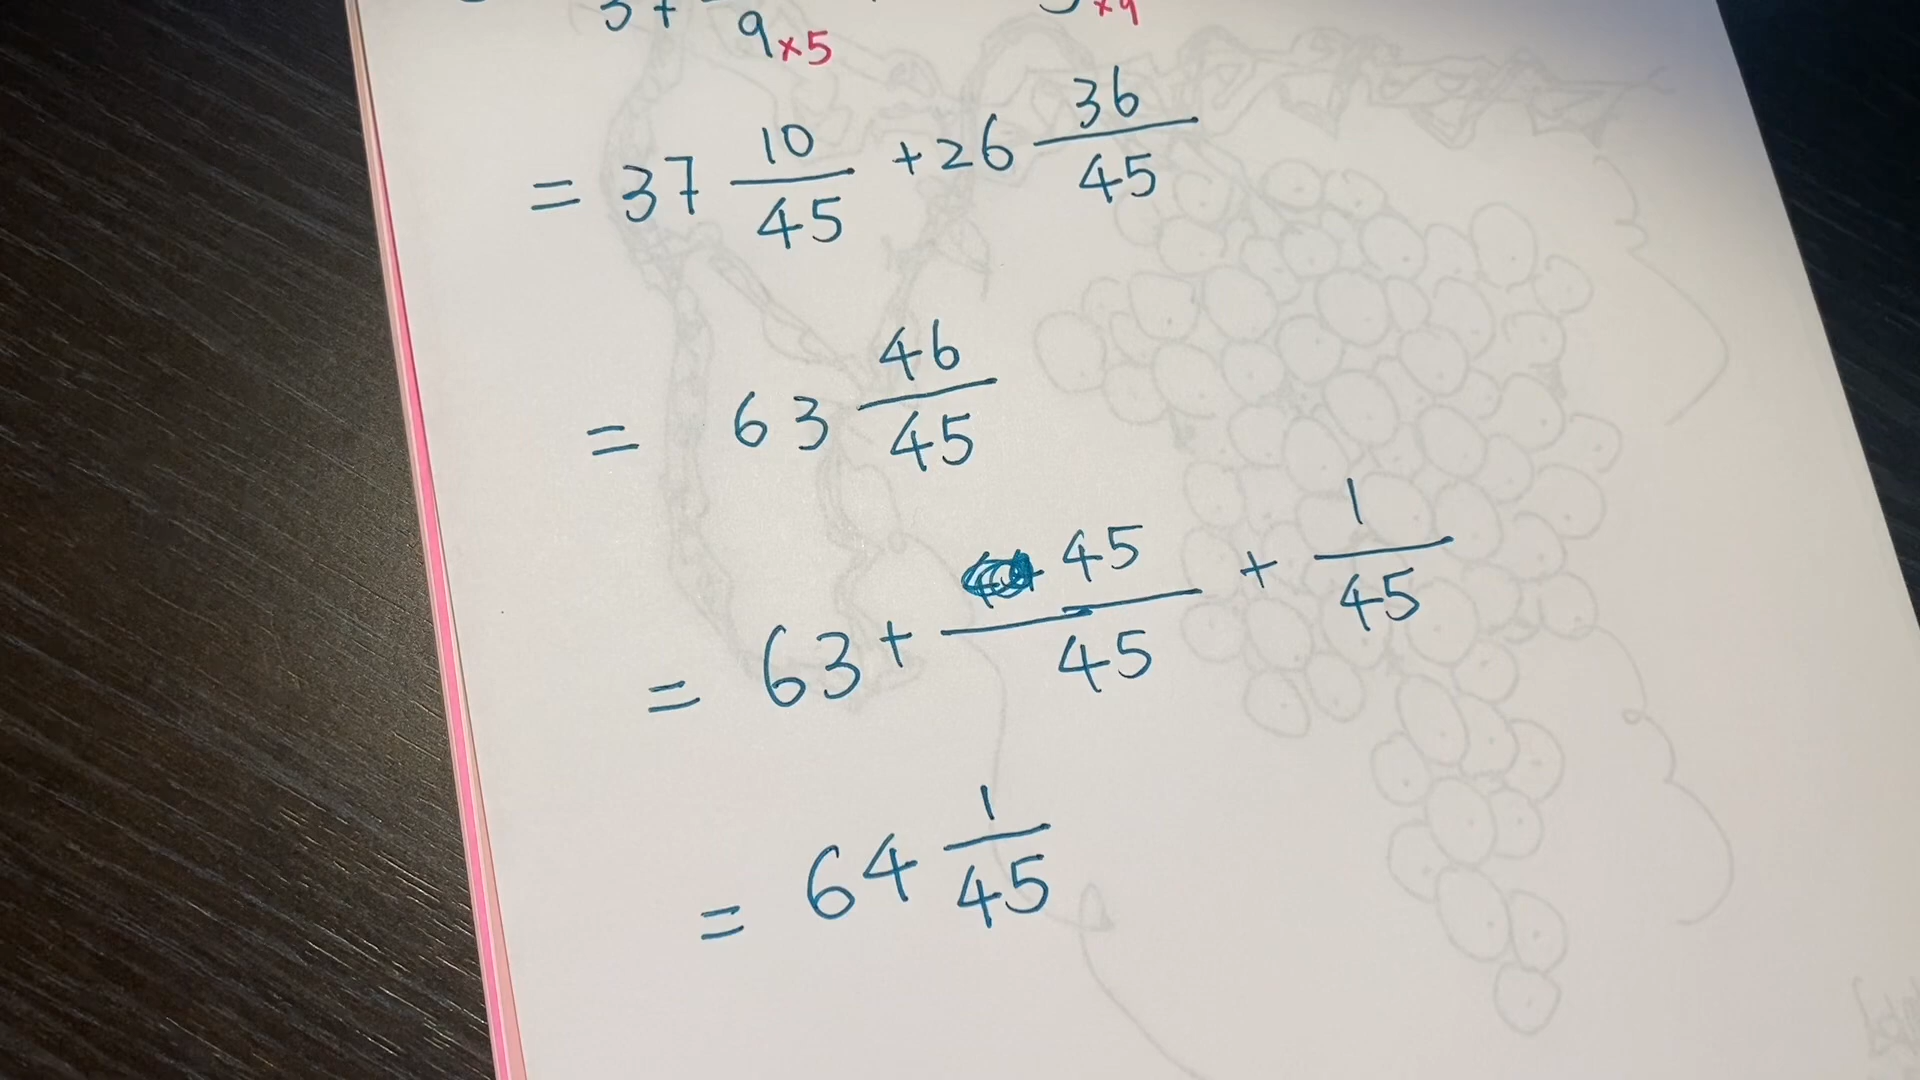 9×5 ×9
= 37 10/45 + 26 36/45
= 63 46/45
= 63 + 45/45 + 1/45
= 64 1/45